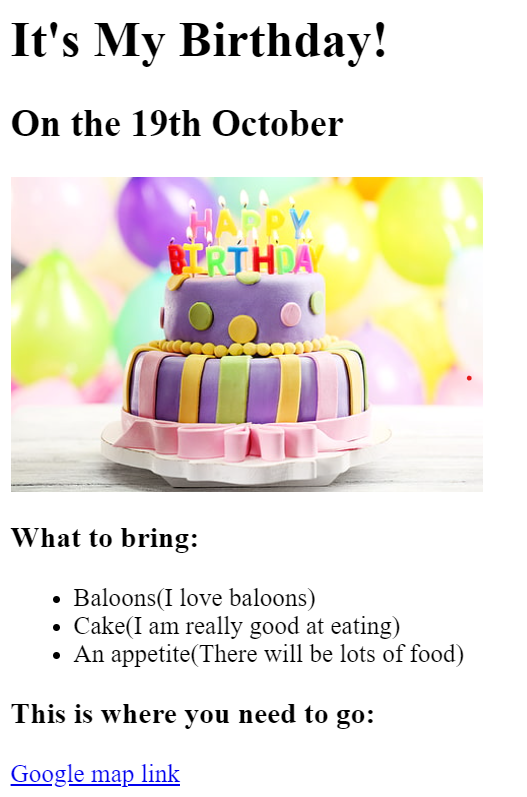 It's My Birthday!
On the 19th October
HAPPY
BIRTHDAY
What to bring:
Baloons(I love baloons)
Cake(I am really good at eating)
An appetite(There will be lots of food)
This is where you need to go:
Google map link